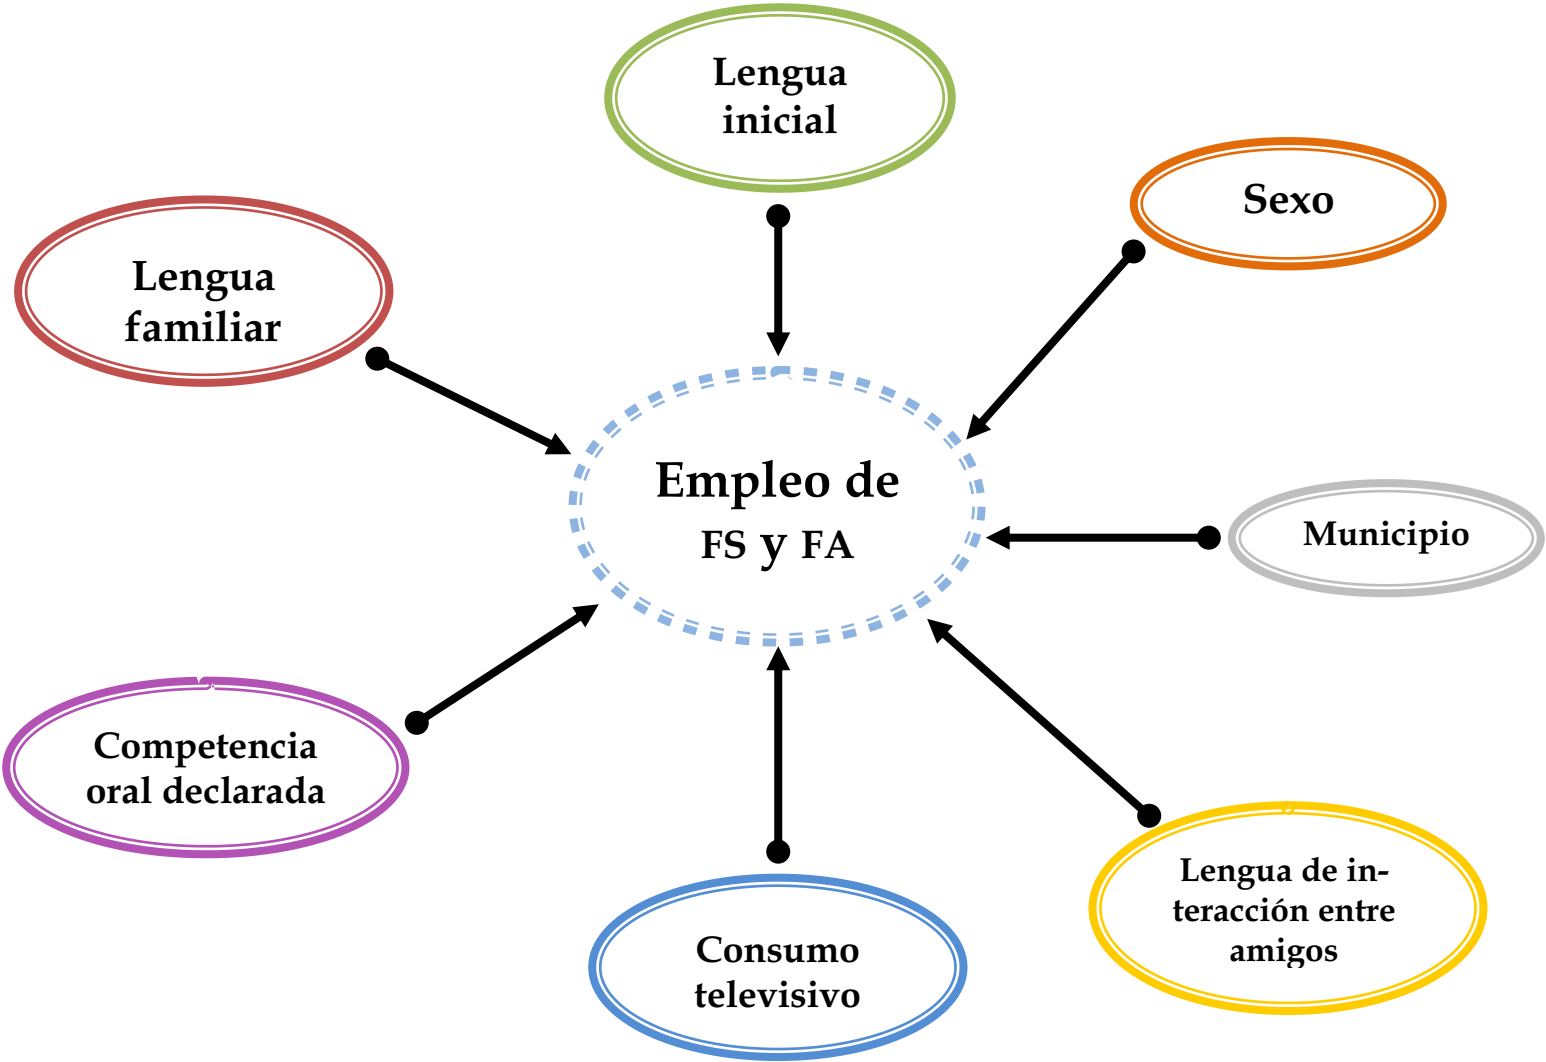 Lengua
inicial
Sexo
Lengua
familiar
Empleo de
FS y FA
Municipio
Competencia
oral declarada
Lengua de in-
teracción entre
amigos
Consumo
televisivo